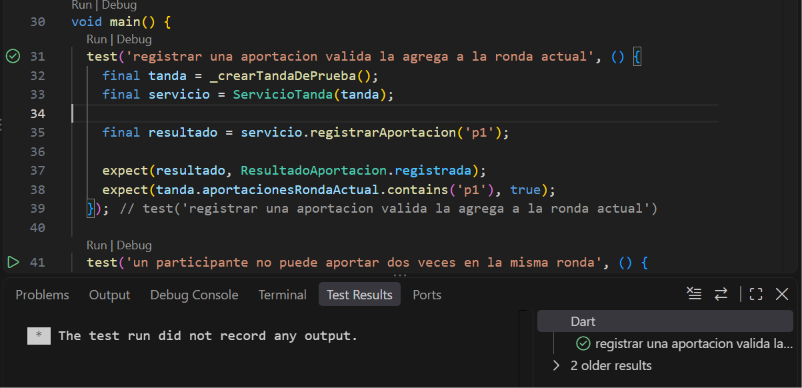 Run | Debug
30 void main() {
Run | Debug
31 test('registrar una aportacion valida la agrega a la ronda actual', () {
32 final tanda = _crearTandaDePrueba();
33 final servicio = ServicioTanda(tanda);
34
35 final resultado = servicio.registrarAportacion('p1');
36
37 expect(resultado, ResultadoAportacion.registrada);
38 expect(tanda.aportacionesRondaActual.contains('p1'), true);
39 }); // test('registrar una aportacion valida la agrega a la ronda actual')
40
Run | Debug
41 test('un participante no puede aportar dos veces en la misma ronda', () {
Problems Output Debug Console Terminal Test Results Ports
* The test run did not record any output.
Dart
registrar una aportacion valida la...
2 older results